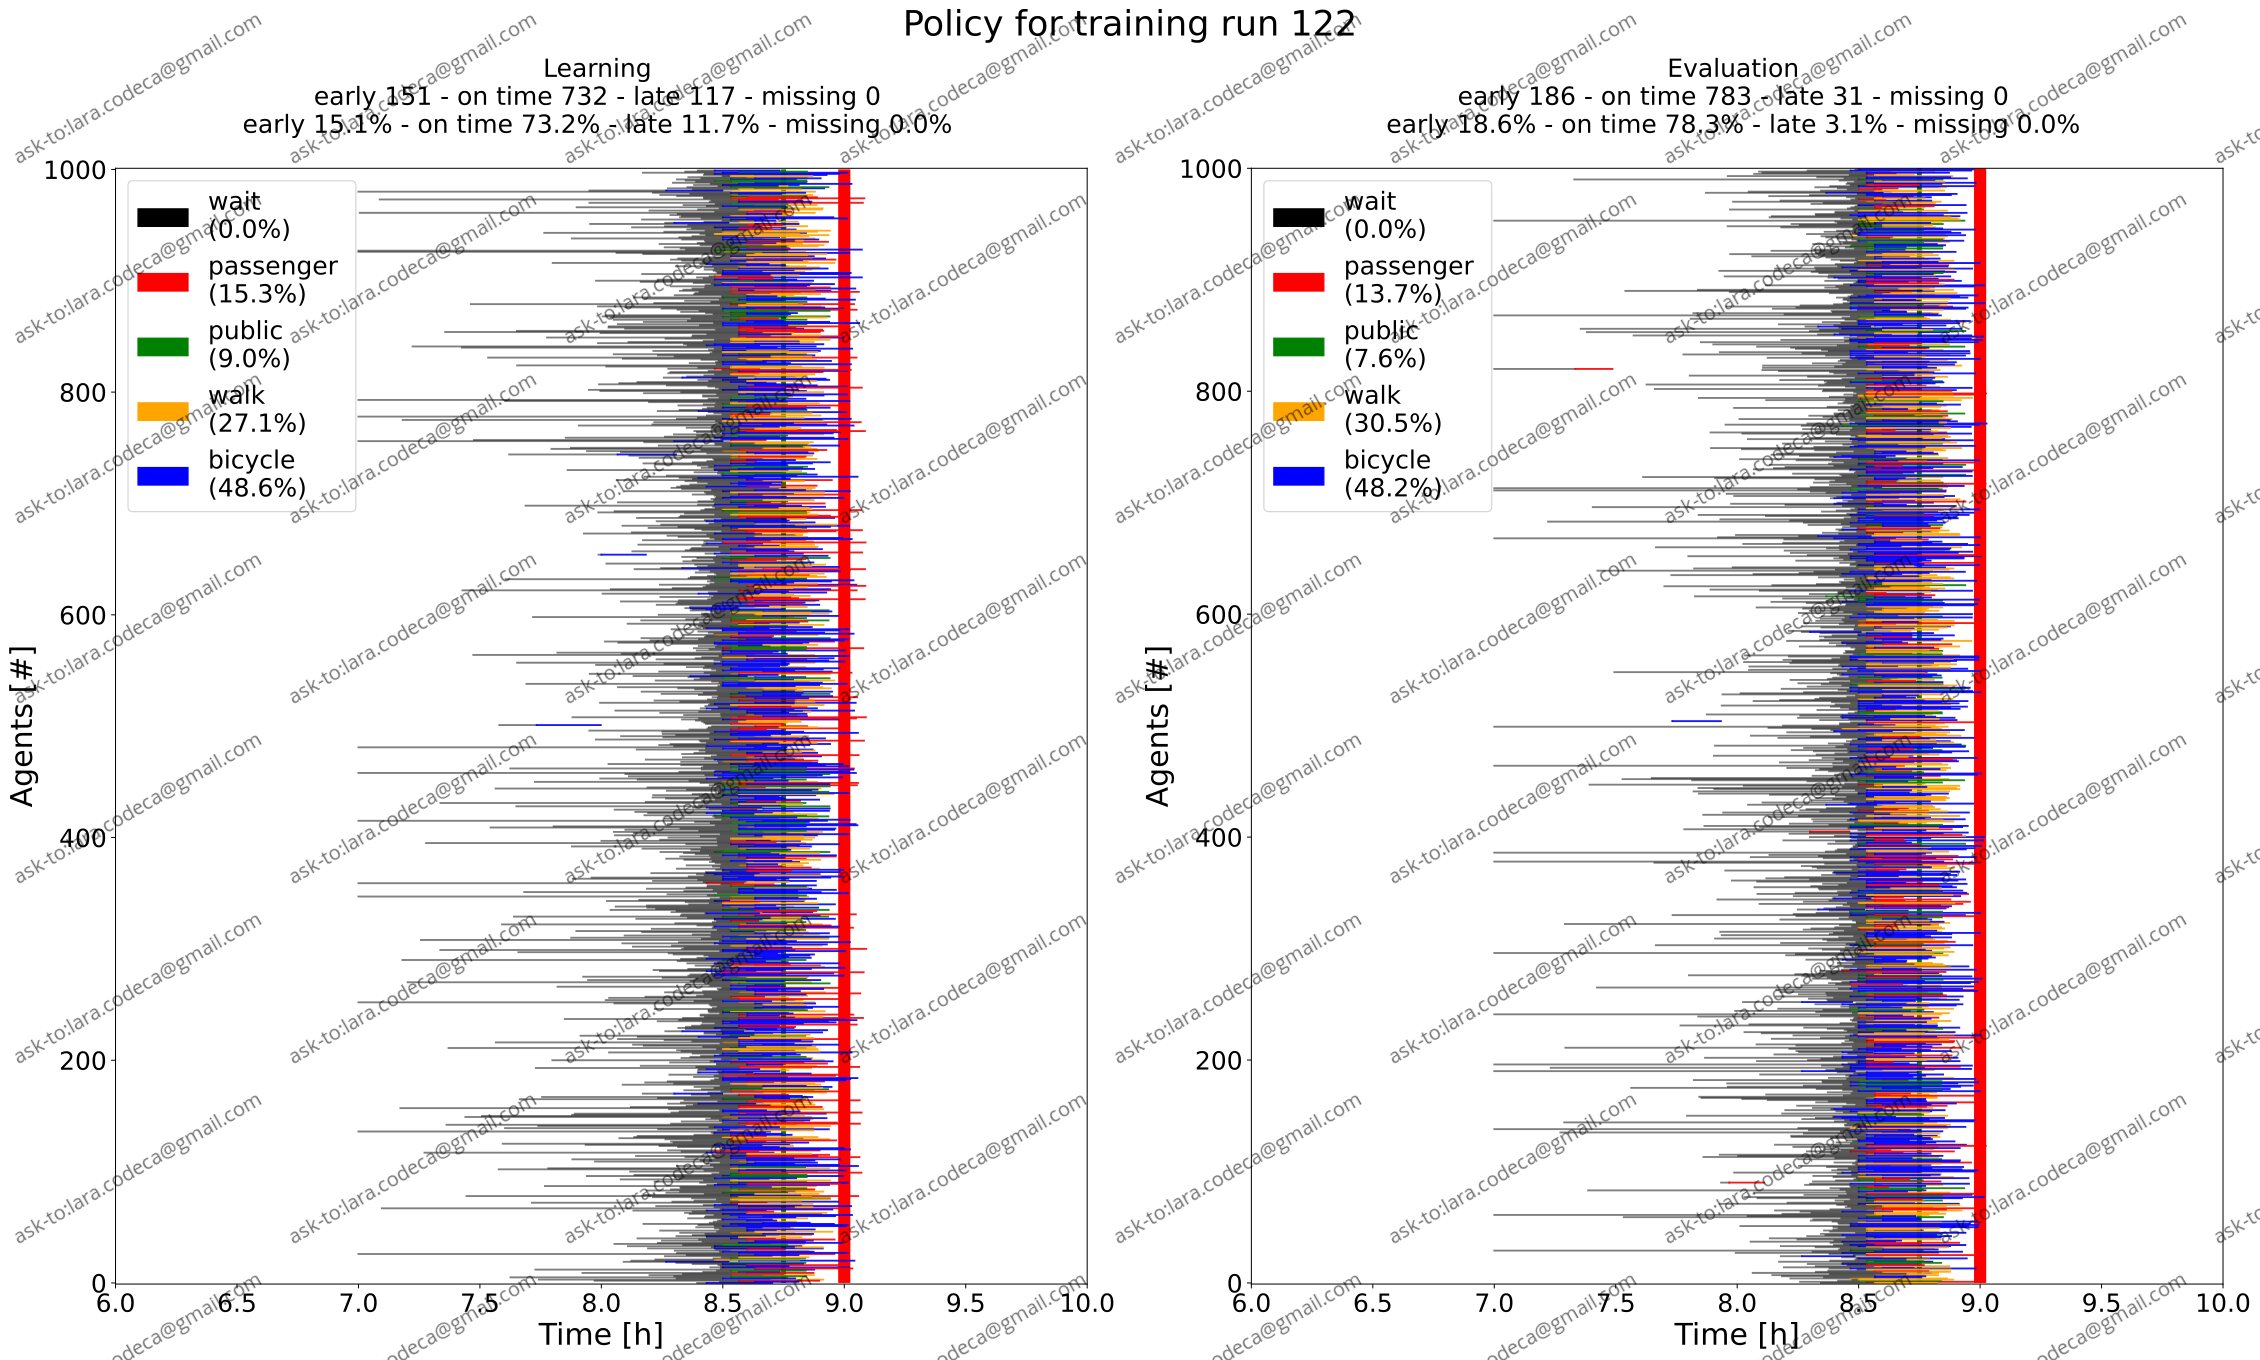 Policy for training run 122
Learning
early 151 - on time 732 - late 117 - missing 0
early 15.1% - on time 73.2% - late 11.7% - missing 0.0%
1000
800
600
400
200
0
Agents [#]
wait
(0.0%)
passenger
(15.3%)
public
(9.0%)
walk
(27.1%)
bicycle
(48.6%)
6.0 6.5 7.0 7.5 8.0 8.5 9.0 9.5 10.0
Time [h]
Evaluation
early 186 - on time 783 - late 31 - missing 0
early 18.6% - on time 78.3% - late 3.1% - missing 0.0%
1000
800
600
400
200
0
Agents [#]
wait
(0.0%)
passenger
(13.7%)
public
(7.6%)
walk
(30.5%)
bicycle
(48.2%)
6.0 6.5 7.0 7.5 8.0 8.5 9.0 9.5 10.0
Time [h]
ask-to:lara.codeca@gmail.com